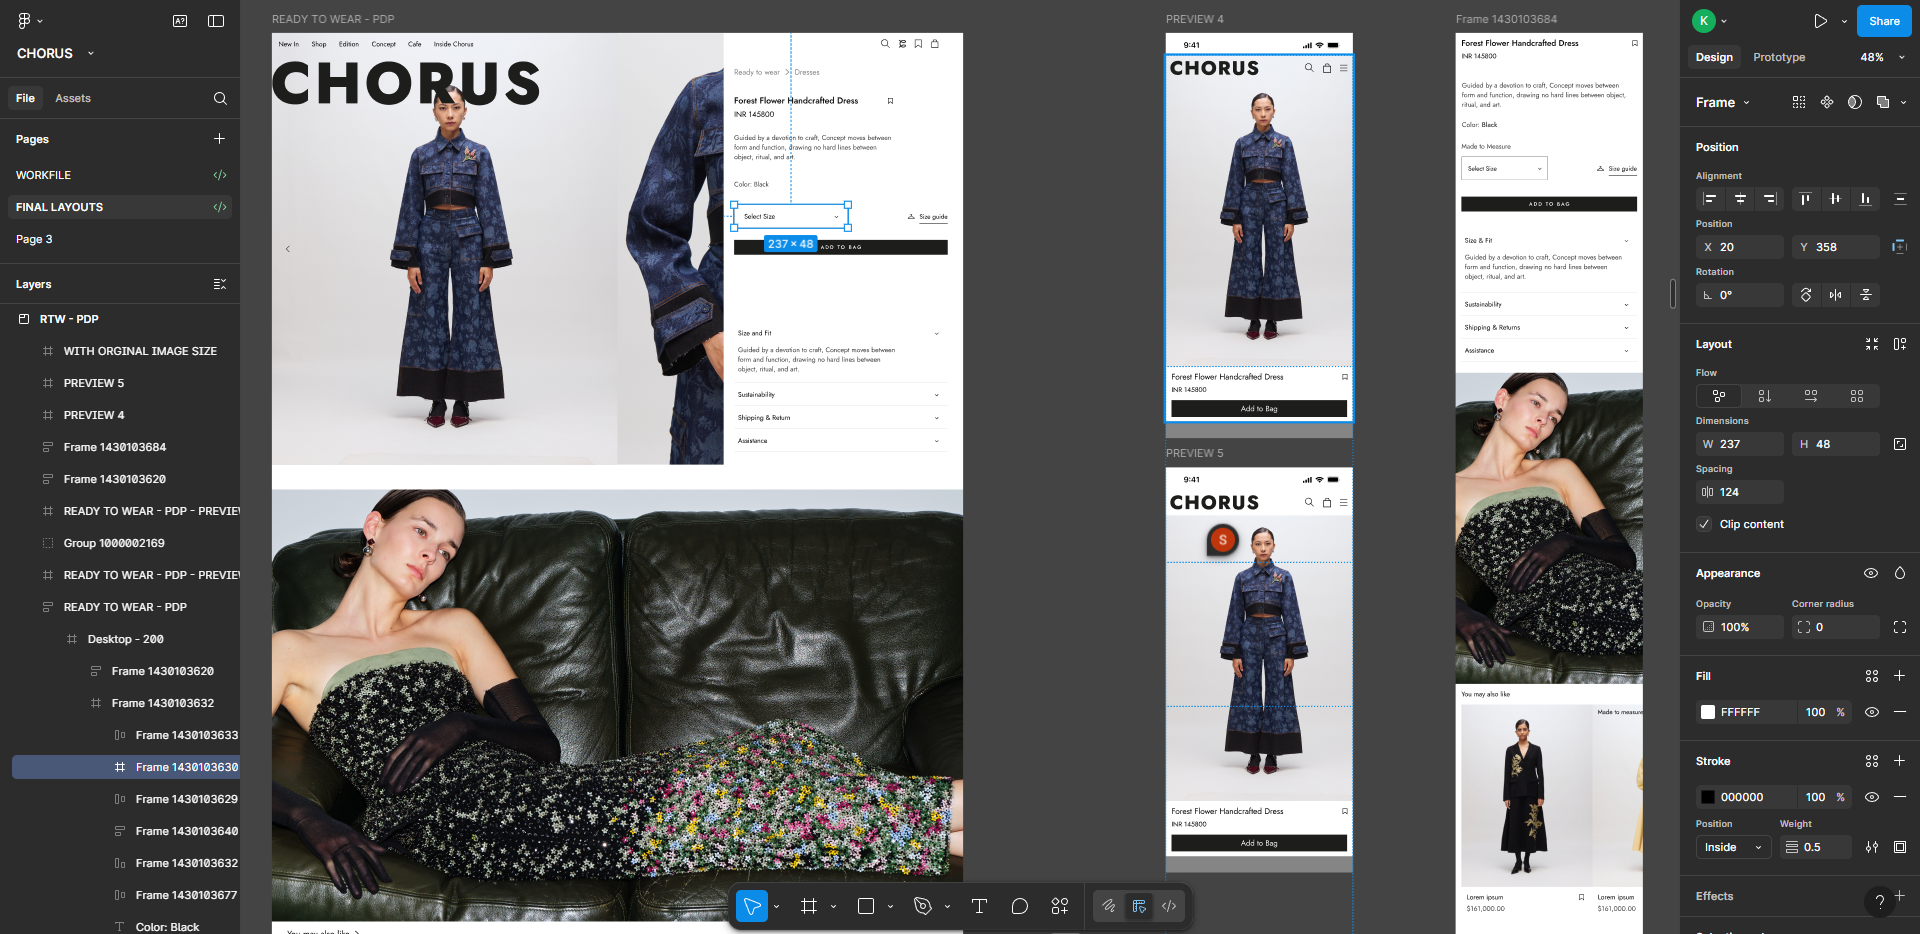 CHORUS
File
Assets
Pages
WORKFILE
FINAL LAYOUTS
Page 3
Layers
RTW - PDP
WITH ORGINAL IMAGE SIZE
PREVIEW 5
PREVIEW 4
Frame 1430103684
Frame 1430103620
READY TO WEAR - PDP - PREVIEW
Group 1000002169
READY TO WEAR - PDP - PREVIEW
READY TO WEAR - PDP
Desktop - 200
Frame 1430103620
Frame 1430103632
Frame 1430103633
Frame 1430103630
Frame 1430103629
Frame 1430103640
Frame 1430103632
Frame 1430103677
Color: Black
READY TO WEAR - PDP
New In Shop Edition Concept Cafe Inside Chorus
CHORUS
Ready to wear > Dresses
Forest Flower Handcrafted Dress
INR 145800
Guided by a devotion to craft, Concept moves between
form and function, drawing no hard lines between
object, ritual, and art.
Color: Black
Select Size
Size guide
237 × 48
ADD TO BAG
Size and Fit
Guided by a devotion to craft, Concept moves between
form and function, drawing no hard lines between
object, ritual, and art.
Sustainability
Shipping & Return
Assistance
You may also like >
PREVIEW 4
9:41
CHORUS
Forest Flower Handcrafted Dress
INR 145800
Add to Bag
PREVIEW 5
9:41
CHORUS
S
Forest Flower Handcrafted Dress
INR 145800
Add to Bag
Frame 1430103684
Forest Flower Handcrafted Dress
INR 145800
Guided by a devotion to craft, Concept moves between
form and function, drawing no hard lines between object,
ritual, and art.
Color: Black
Made to Measure
Select Size
Size guide
ADD TO BAG
Size & Fit
Guided by a devotion to craft, Concept moves between
form and function, drawing no hard lines between
object, ritual, and art.
Sustainability
Shipping & Returns
Assistance
You may also like
Made to measure
Lorem ipsum
$161,000.00
Lorem ipsum
$161,000.00
K
Share
Design
Prototype
48%
Frame
Position
Alignment
Position
X 20
Y 358
Rotation
0°
Layout
Flow
Dimensions
W 237
H 48
Spacing
124
Clip content
Appearance
Opacity
Corner radius
100%
0
Fill
FFFFFF 100 %
Stroke
000000 100 %
Position
Weight
Inside
0.5
Effects
?